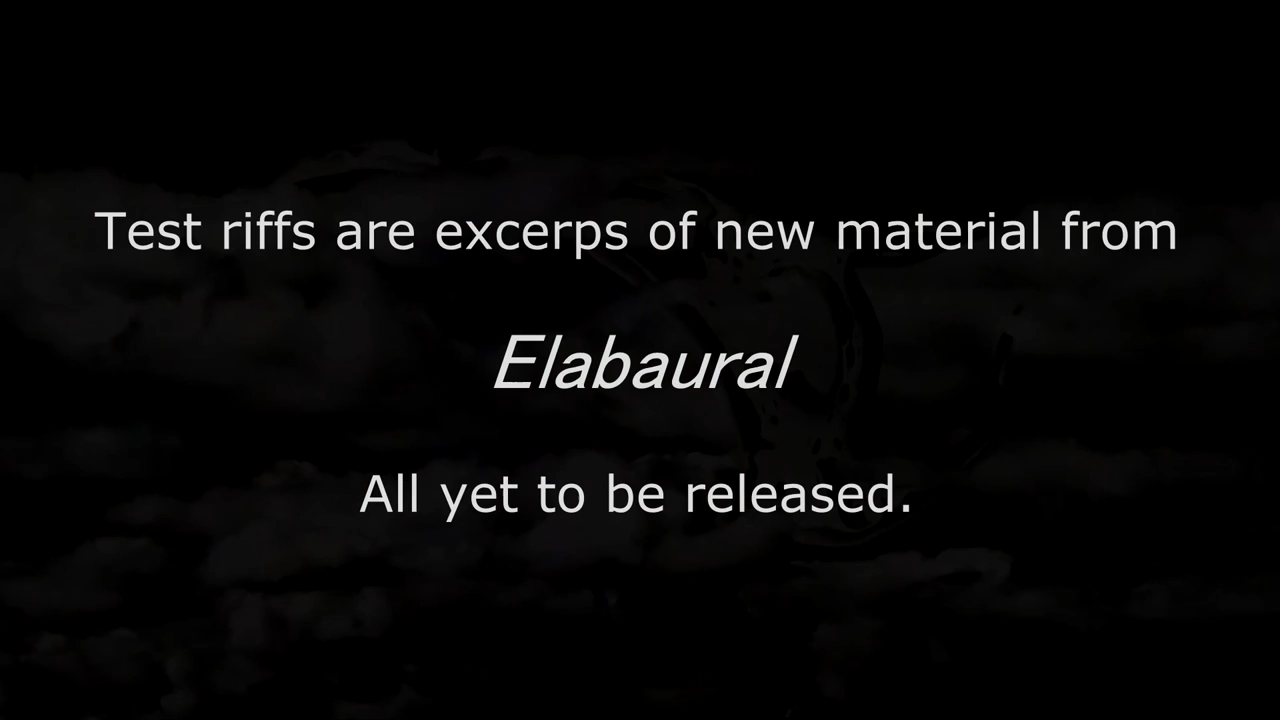 Test riffs are excerps of new material from
Elabaural
All yet to be released.